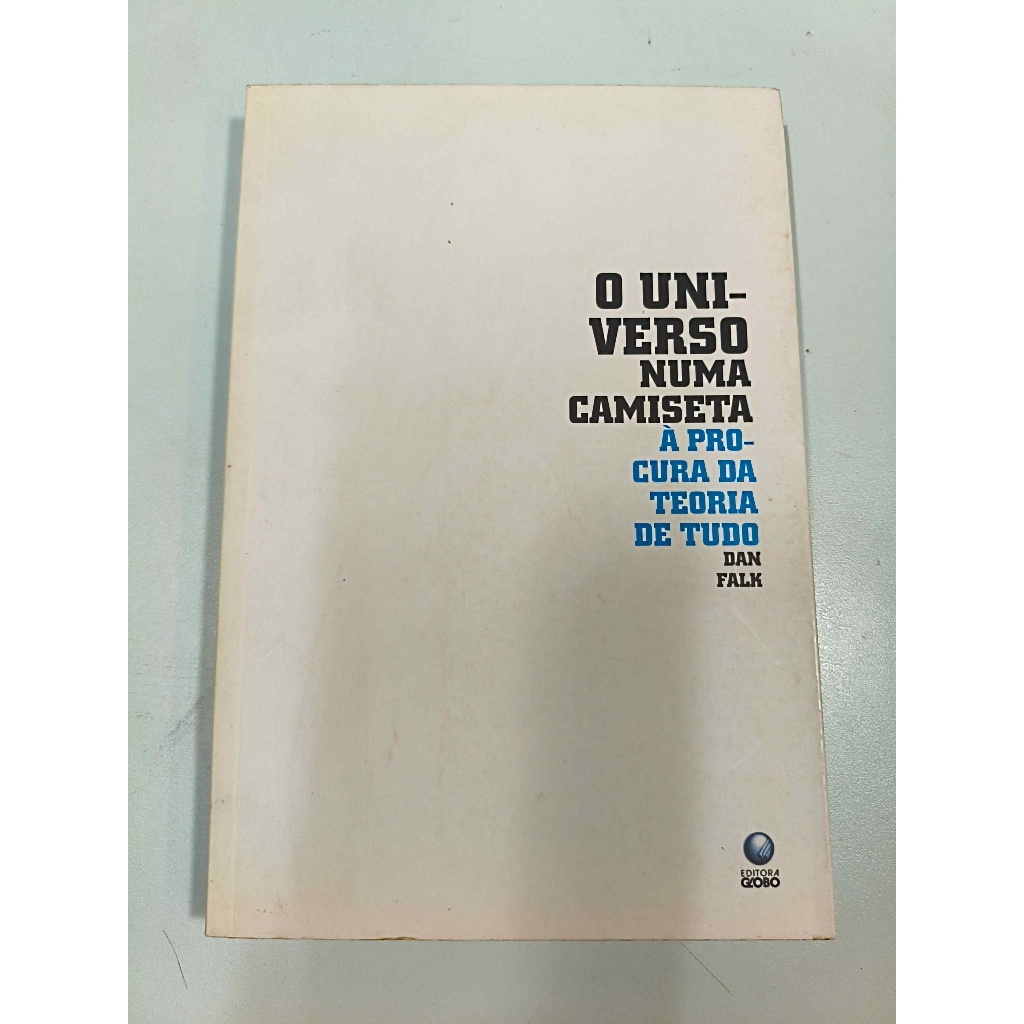 O UNI-
VERSO
NUMA
CAMISETA
À PRO-
CURA DA
TEORIA
DE TUDO
DAN
FALK
EDITORA
GLOBO